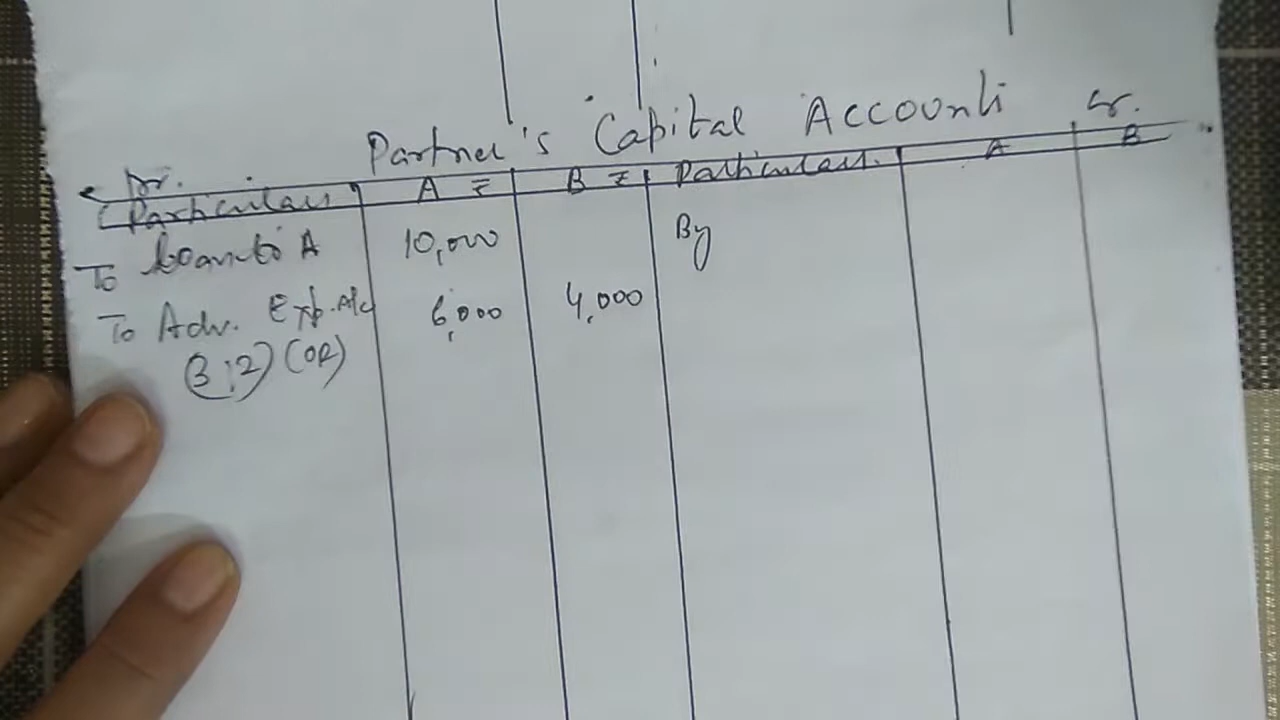 Partner's Capital Accounts
Dr. Cr.
Particulars A ₹ B ₹ Particulars. A B
To Loan to A 10,000 By
To Adv. Exp. A/c 6,000 4,000
(3:2) (OR)